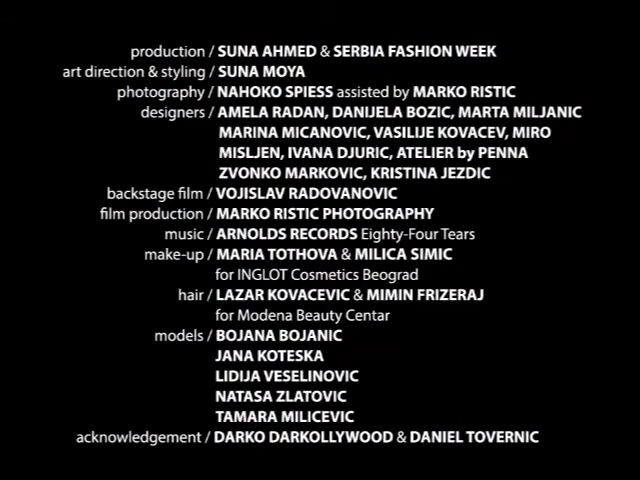 production / SUNA AHMED & SERBIA FASHION WEEK
art direction & styling / SUNA MOYA
photography / NAHOKO SPIESS assisted by MARKO RISTIC
designers / AMELA RADAN, DANIJELA BOZIC, MARTA MILJANIC
MARINA MICANOVIC, VASILIJE KOVACEV, MIRO
MISLJEN, IVANA DJURIC, ATELIER by PENNA
ZVONKO MARKOVIC, KRISTINA JEZDIC
backstage film / VOJISLAV RADOVANOVIC
film production / MARKO RISTIC PHOTOGRAPHY
music / ARNOLDS RECORDS Eighty-Four Tears
make-up / MARIA TOTHOVA & MILICA SIMIC
for INGLOT Cosmetics Beograd
hair / LAZAR KOVACEVIC & MIMIN FRIZERAJ
for Modena Beauty Centar
models / BOJANA BOJANIC
JANA KOTESKA
LIDIJA VESELINOVIC
NATASA ZLATOVIC
TAMARA MILICEVIC
acknowledgement / DARKO DARKOLLYWOOD & DANIEL TOVERNIC